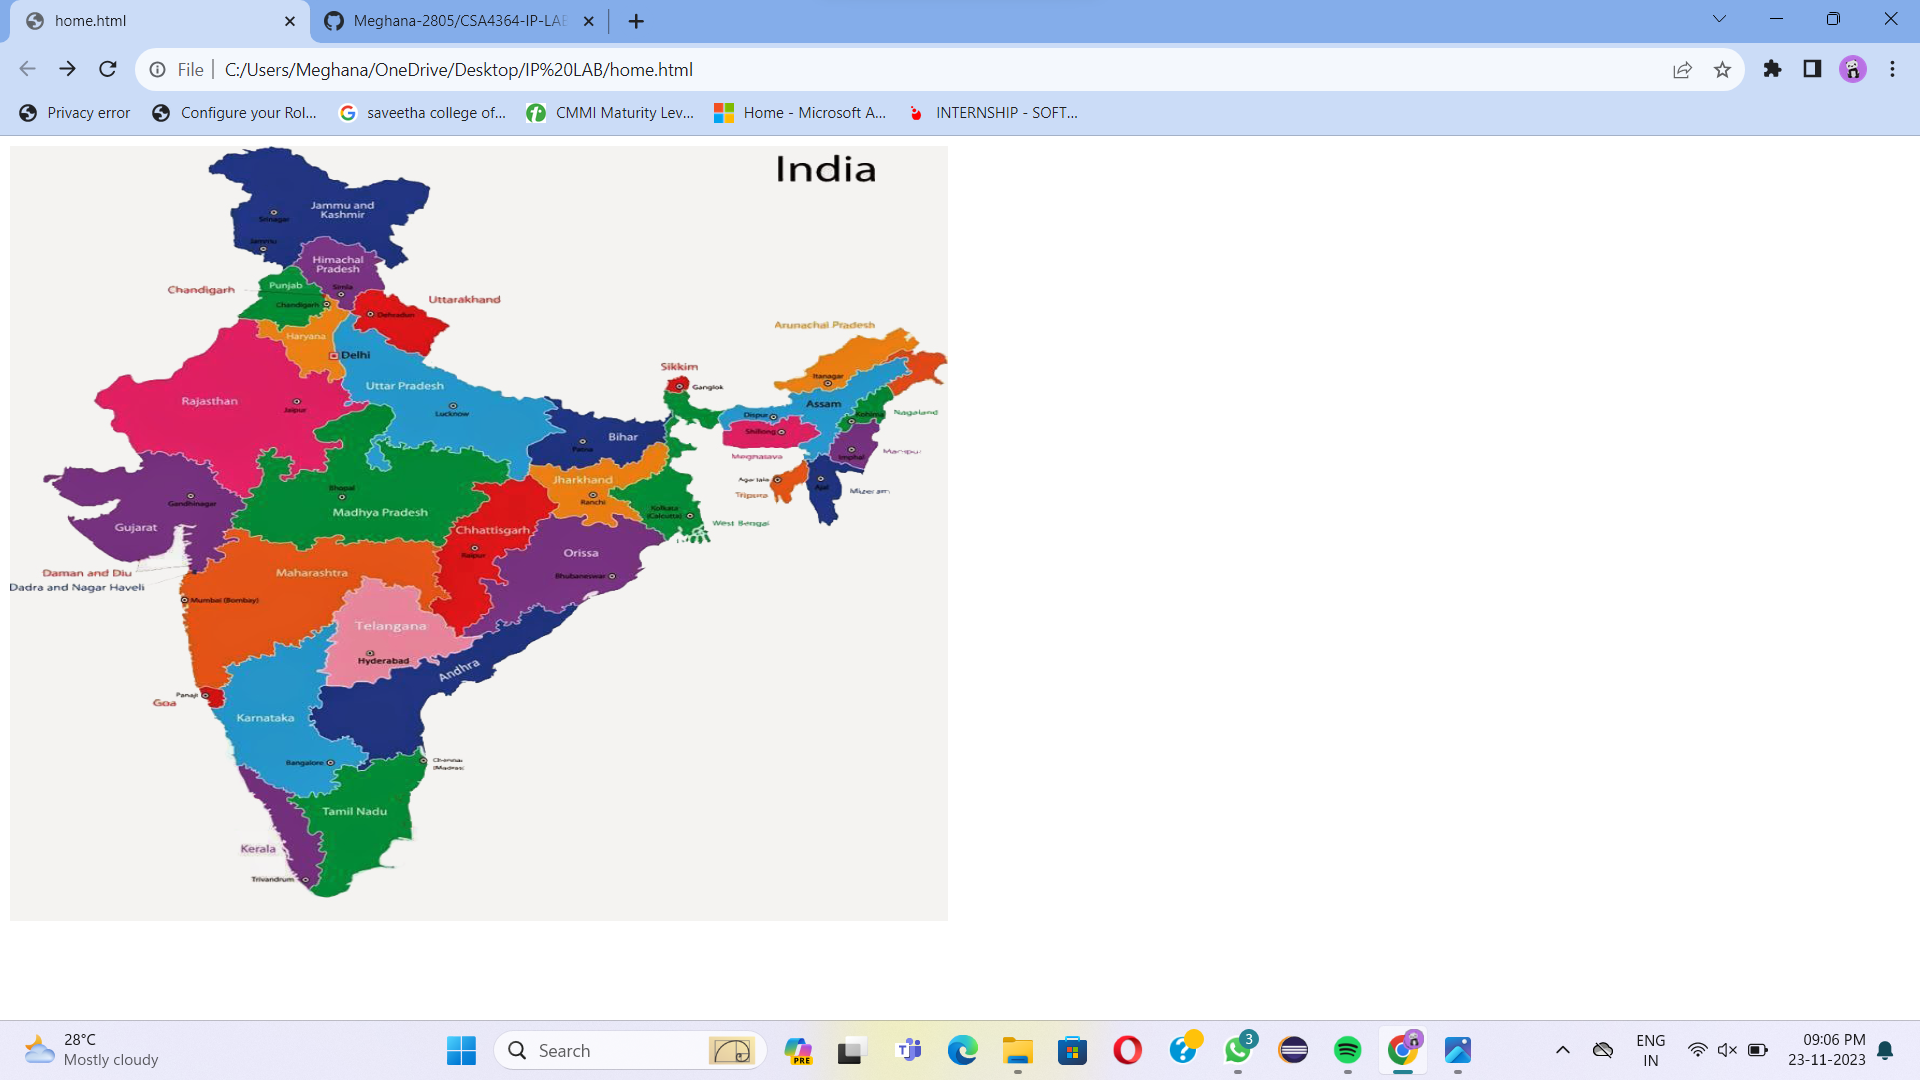 home.html
Meghana-2805/CSA4364-IP-LAB
File
C:/Users/Meghana/OneDrive/Desktop/IP%20LAB/home.html
Privacy error
Configure your Rol...
saveetha college of...
CMMI Maturity Lev...
Home - Microsoft A...
INTERNSHIP - SOFT...
India
Jammu and
Kashmir
Srinagar
Jammu
Himachal
Pradesh
Simla
Punjab
Chandigarh
Chandigarh
Uttarakhand
Dehradun
Haryana
Delhi
Arunachal Pradesh
Itanagar
Sikkim
Gangtok
Uttar Pradesh
Lucknow
Rajasthan
Jaipur
Assam
Dispur
Kohima
Nagaland
Shillong
Bihar
Patna
Imphal
Agartala
Tripura
Mizoram
Jharkhand
Ranchi
Gandhinagar
Gujarat
Bhopal
Madhya Pradesh
Kolkata
(Calcutta)
West Bengal
Chhattisgarh
Raipur
Orissa
Bhubaneswar
Daman and Diu
Dadra and Nagar Haveli
Maharashtra
Mumbai (Bombay)
Telangana
Hyderabad
Andhra
Panaji
Goa
Karnataka
Bangalore
Chennai
(Madras)
Tamil Nadu
Kerala
Trivandrum
28°C
Mostly cloudy
Search
PRE
3
ENG
IN
09:06 PM
23-11-2023